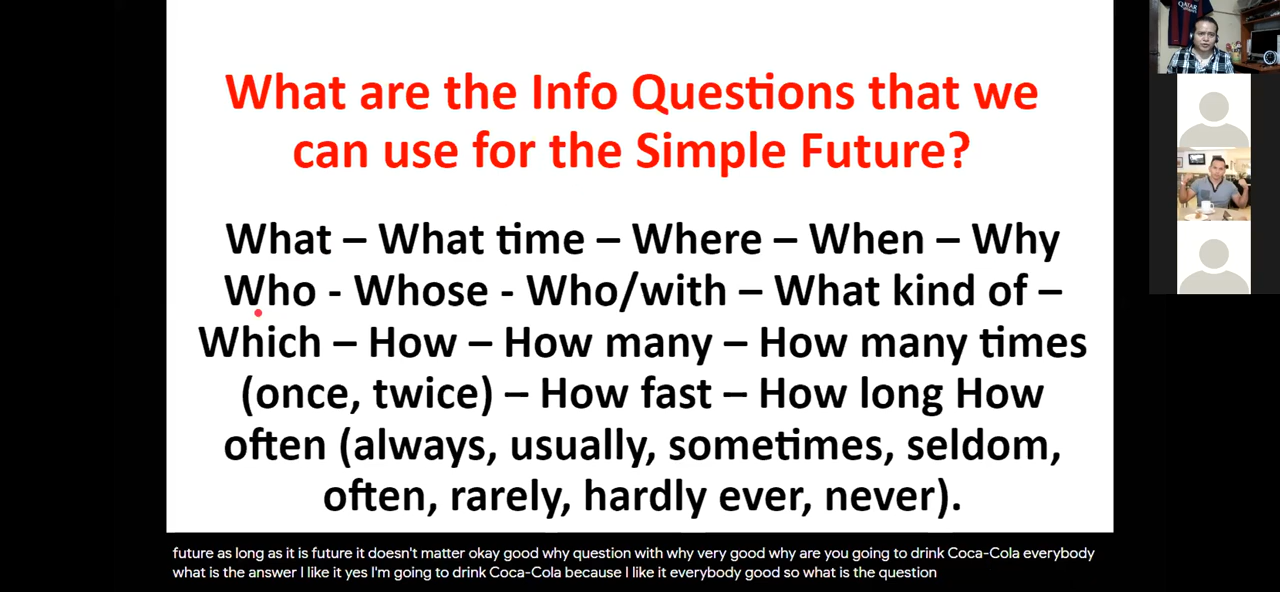 What are the Info Questions that we
can use for the Simple Future?
What – What time – Where – When – Why
Who - Whose - Who/with – What kind of –
Which – How – How many – How many times
(once, twice) – How fast – How long How
often (always, usually, sometimes, seldom,
often, rarely, hardly ever, never).
future as long as it is future it doesn't matter okay good why question with why very good why are you going to drink Coca-Cola everybody
what is the answer I like it yes I'm going to drink Coca-Cola because I like it everybody good so what is the question
QATAR